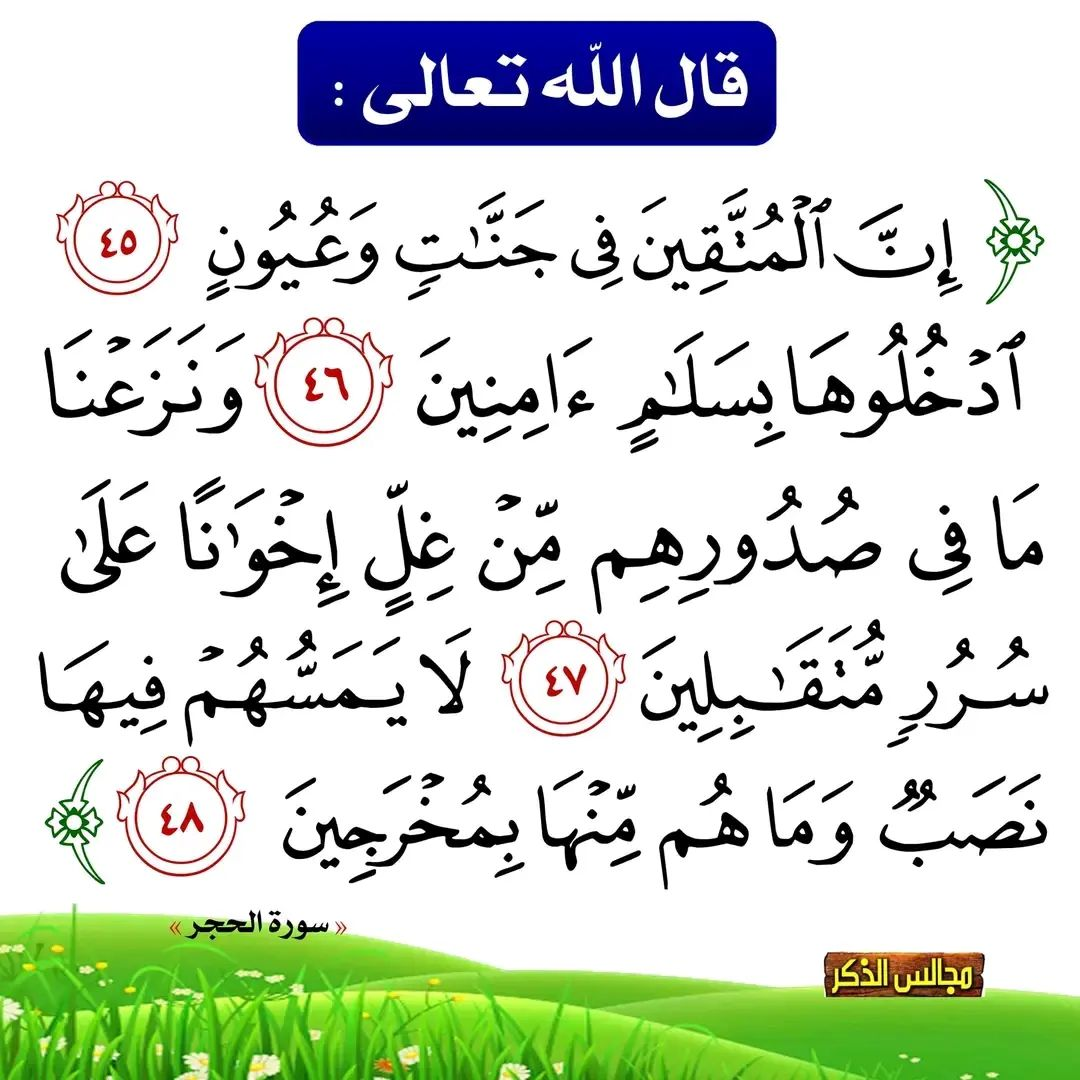 قال الله تعالى :
﴿ إِنَّ ٱلْمُتَّقِينَ فِى جَنَّٰتٍ وَعُيُونٍ ٤٥
ٱدْخُلُوهَا بِسَلَٰمٍ ءَامِنِينَ ٤٦ وَنَزَعْنَا
مَا فِى صُدُورِهِم مِّنْ غِلٍّ إِخْوَٰنًا عَلَىٰ
سُرُرٍ مُّتَقَٰبِلِينَ ٤٧ لَا يَمَسُّهُمْ فِيهَا
نَصَبٌ وَمَا هُم مِّنْهَا بِمُخْرَجِينَ ٤٨ ﴾
« سورة الحجر »
مجالس الذكر